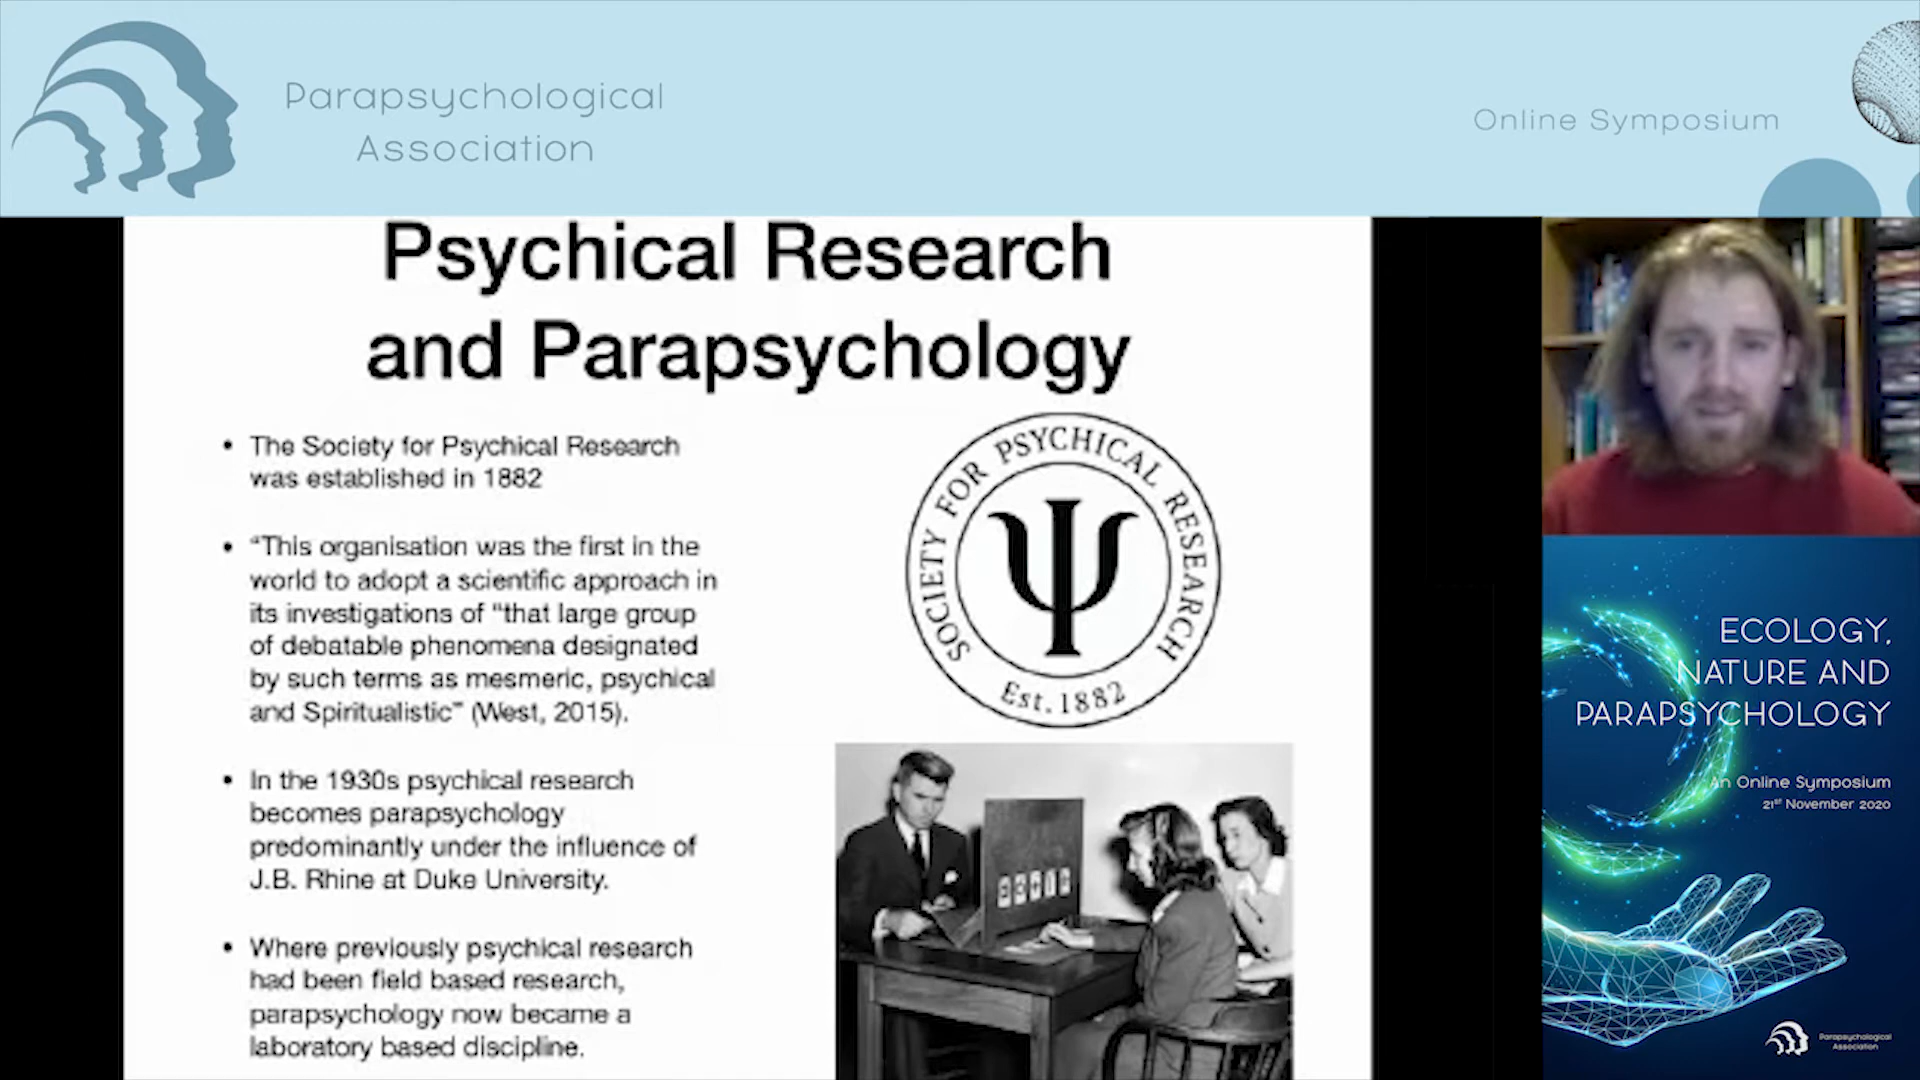 Parapsychological
Association
Online Symposium
Psychical Research
and Parapsychology
• The Society for Psychical Research
was established in 1882
• “This organisation was the first in the
world to adopt a scientific approach in
its investigations of “that large group
of debatable phenomena designated
by such terms as mesmeric, psychical
and Spiritualistic” (West, 2015).
• In the 1930s psychical research
becomes parapsychology
predominantly under the influence of
J.B. Rhine at Duke University.
• Where previously psychical research
had been field based research,
parapsychology now became a
laboratory based discipline.
SOCIETY FOR PSYCHICAL RESEARCH
Est. 1882
ECOLOGY,
NATURE AND
PARAPSYCHOLOGY
An Online Symposium
21st November 2020
Parapsychological
Association